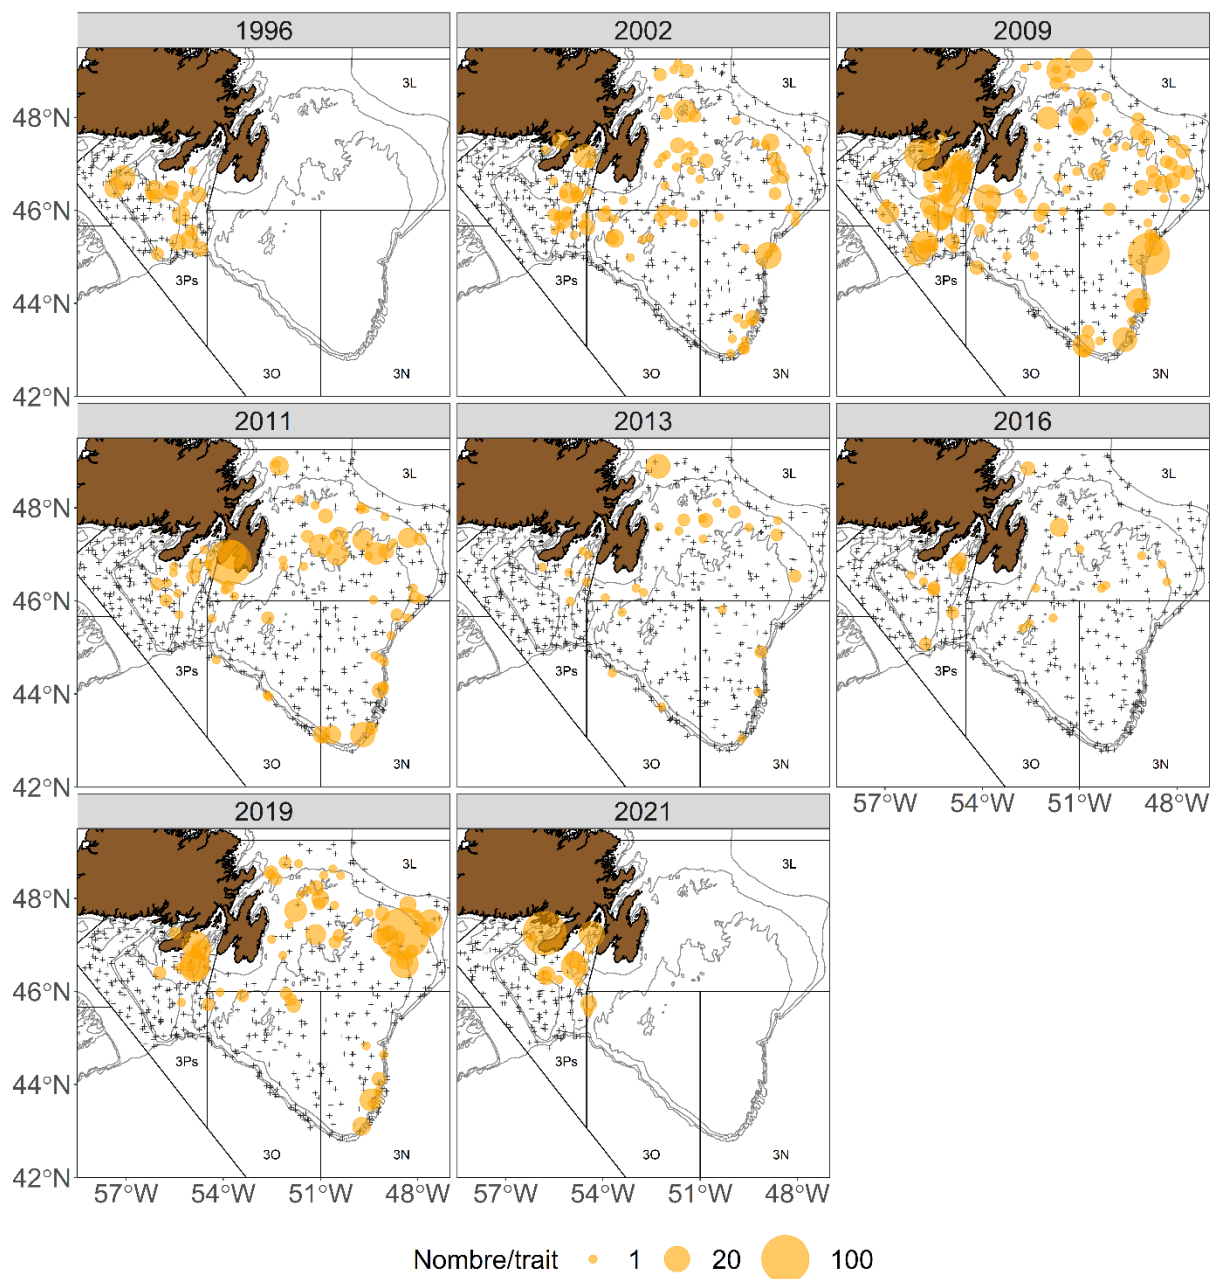 1996 2002 2009
48°N
46°N
44°N
42°N
3L 3L 3L
3Ps 3Ps 3Ps
3O 3N 3O 3N 3O 3N
2011 2013 2016
48°N
46°N
44°N
42°N
3L 3L 3L
3Ps 3Ps 3Ps
3O 3N 3O 3N 3O 3N
57°W 54°W 51°W 48°W
2019 2021
48°N
46°N
44°N
42°N
3L 3L
3Ps 3Ps
3O 3N 3O 3N
57°W 54°W 51°W 48°W 57°W 54°W 51°W 48°W
Nombre/trait 1 20 100